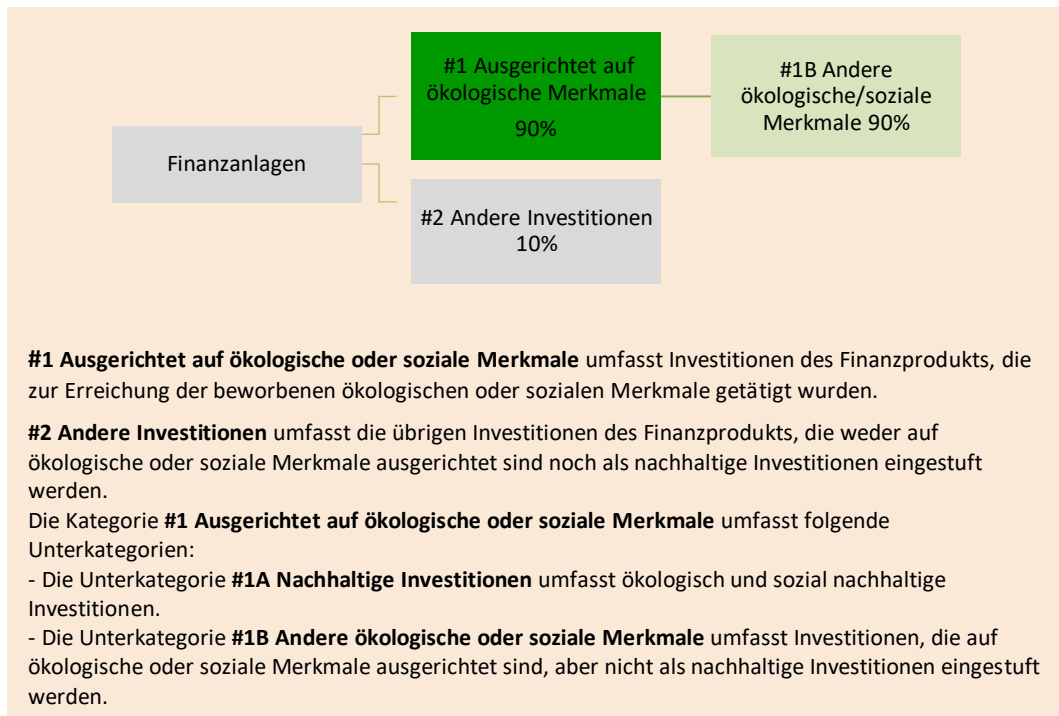 #1 Ausgerichtet auf
ökologische Merkmale
90%
#1B Andere
ökologische/soziale
Merkmale 90%
Finanzanlagen
#2 Andere Investitionen
10%
#1 Ausgerichtet auf ökologische oder soziale Merkmale umfasst Investitionen des Finanzprodukts, die
zur Erreichung der beworbenen ökologischen oder sozialen Merkmale getätigt wurden.
#2 Andere Investitionen umfasst die übrigen Investitionen des Finanzprodukts, die weder auf
ökologische oder soziale Merkmale ausgerichtet sind noch als nachhaltige Investitionen eingestuft
werden.
Die Kategorie #1 Ausgerichtet auf ökologische oder soziale Merkmale umfasst folgende
Unterkategorien:
- Die Unterkategorie #1A Nachhaltige Investitionen umfasst ökologisch und sozial nachhaltige
Investitionen.
- Die Unterkategorie #1B Andere ökologische oder soziale Merkmale umfasst Investitionen, die auf
ökologische oder soziale Merkmale ausgerichtet sind, aber nicht als nachhaltige Investitionen eingestuft
werden.